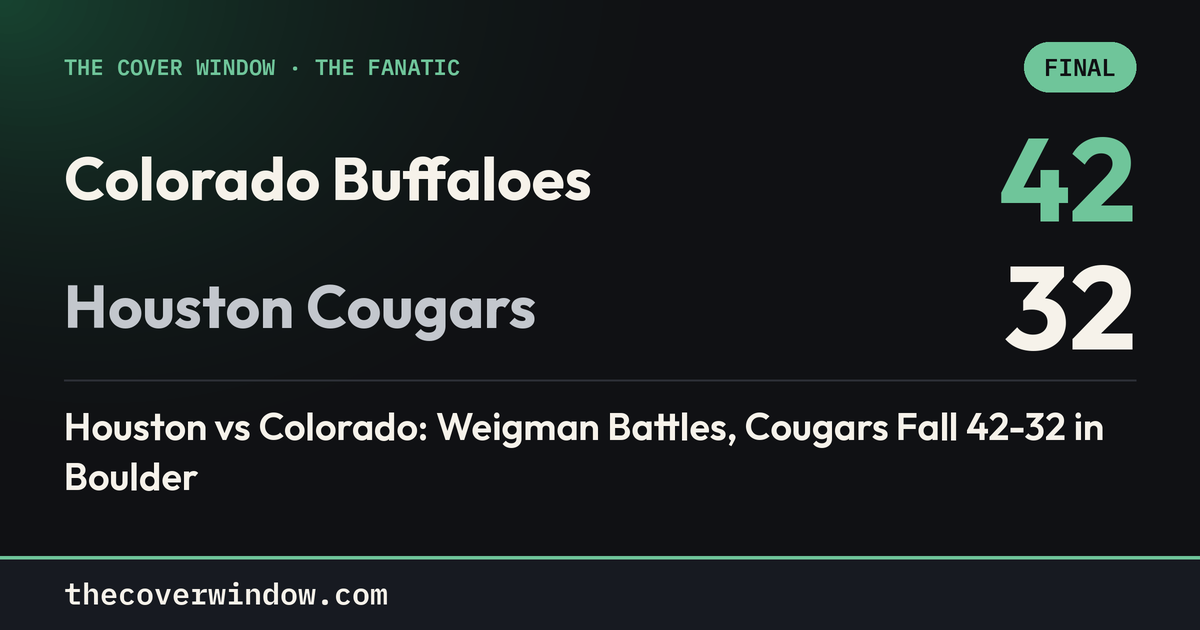 THE COVER WINDOW · THE FANATIC
FINAL
Colorado Buffaloes
42
Houston Cougars
32
Houston vs Colorado: Weigman Battles, Cougars Fall 42-32 in
Boulder
thecoverwindow.com